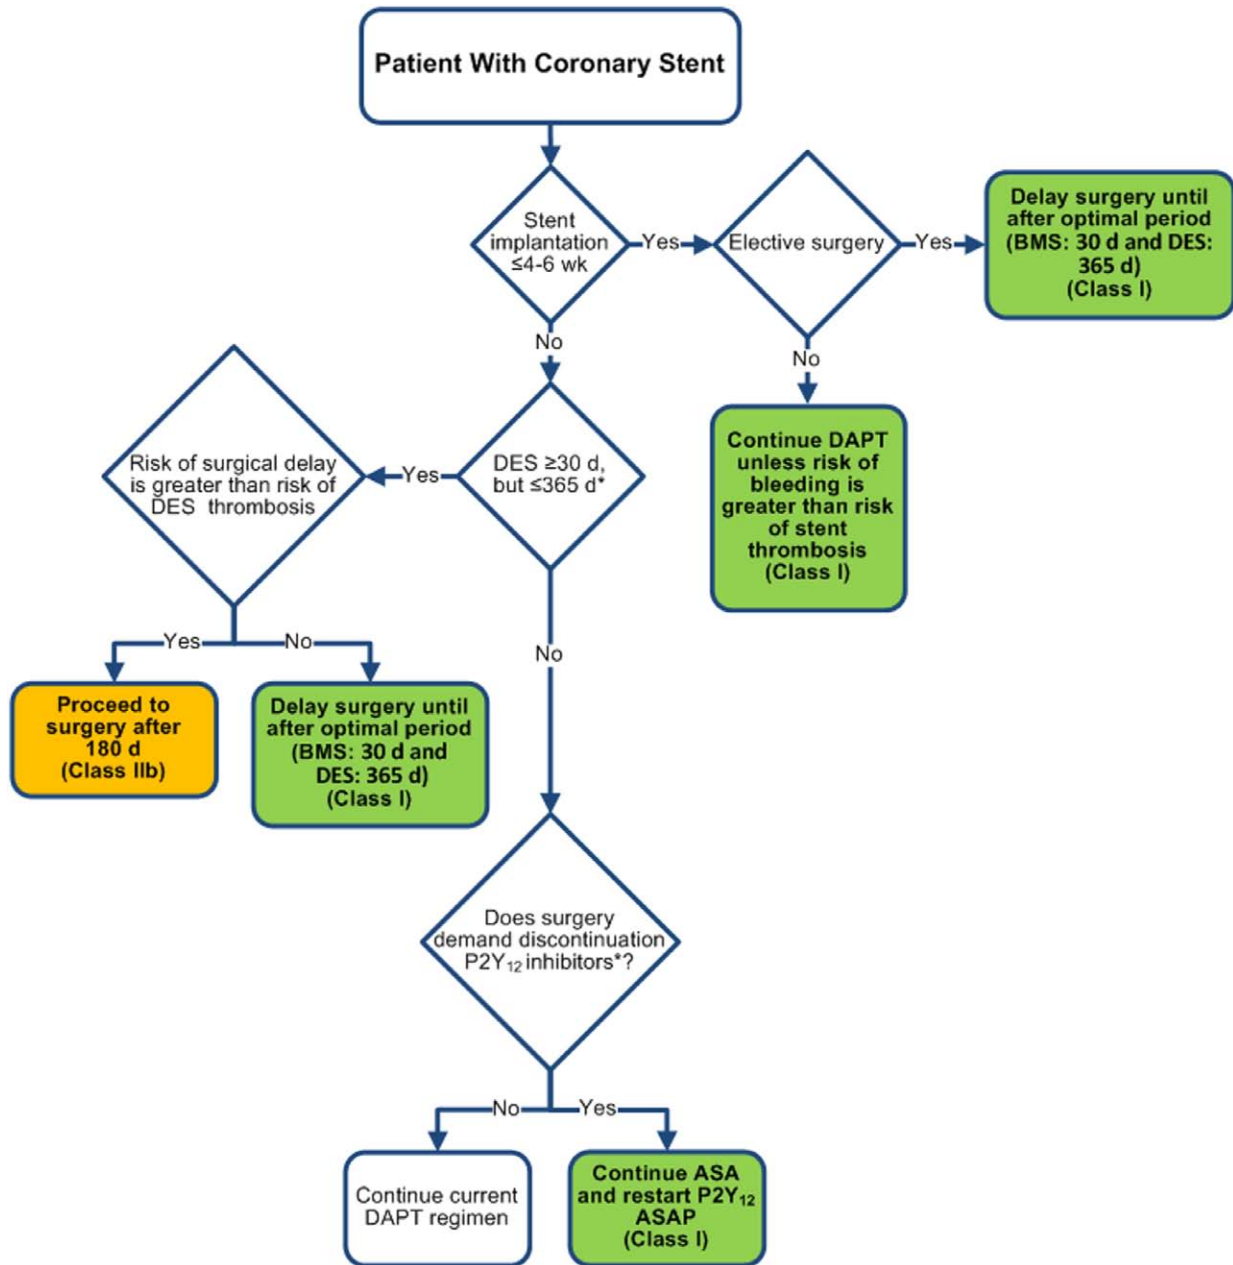 Patient With Coronary Stent
Stent
implantation
≤4-6 wk
Yes
Elective surgery
Yes
Delay surgery until
after optimal period
(BMS: 30 d and DES:
365 d)
(Class I)
No
No
Continue DAPT
unless risk of
bleeding is
greater than risk
of stent
thrombosis
(Class I)
DES ≥30 d,
but ≤365 d*
Yes
Risk of surgical delay
is greater than risk of
DES thrombosis
Yes
No
Proceed to
surgery after
180 d
(Class IIb)
Delay surgery until
after optimal period
(BMS: 30 d and
DES: 365 d)
(Class I)
No
Does surgery
demand discontinuation
P2Y₁₂ inhibitors*?
No
Yes
Continue current
DAPT regimen
Continue ASA
and restart P2Y₁₂
ASAP
(Class I)